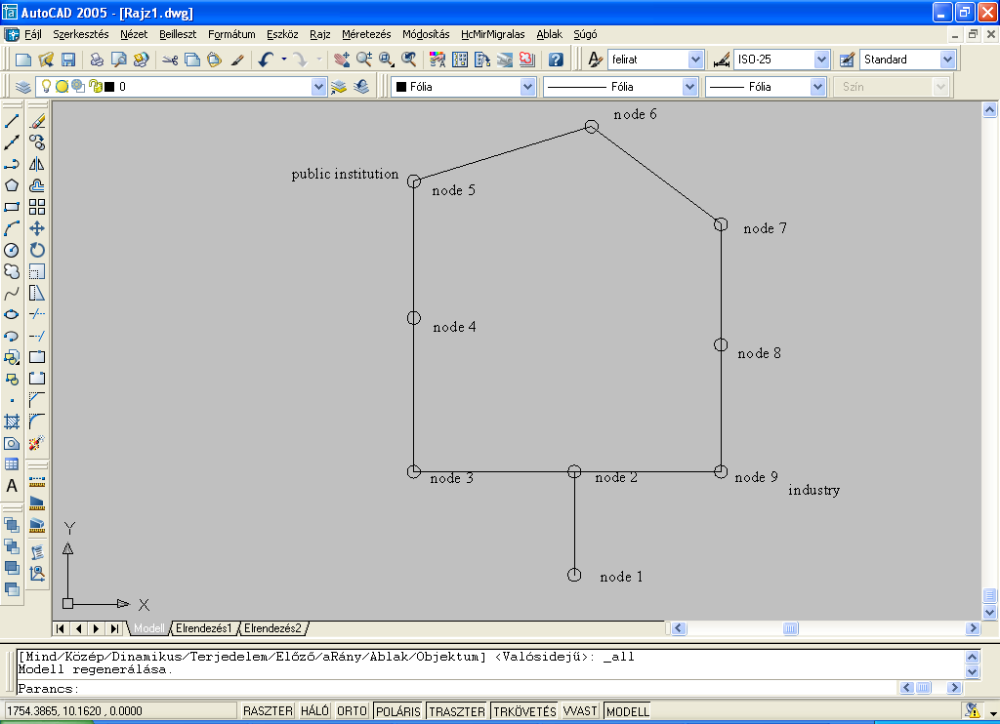 AutoCAD 2005 - [Rajz1.dwg]
Fájl Szerkesztés Nézet Beilleszt Formátum Eszköz Rajz Méretezés Módosítás HcMirMigralas Ablak Súgó
felirat ISO-25 Standard
0 Fólia Fólia Fólia Szín
node 6
public institution
node 5
node 7
node 4
node 8
node 3 node 2 node 9
industry
node 1
Y
X
A
Modell Elrendezés1 Elrendezés2
[Mind/Közép/Dinamikus/Terjedelem/Előző/aRány/Ablak/Objektum] <Valósidejű>: _all
Modell regenerálása.
Parancs:
1754.3865, 10.1620 , 0.0000 RASZTER HÁLÓ ORTO POLÁRIS TRASZTER TRKÖVETÉS VVAST MODELL